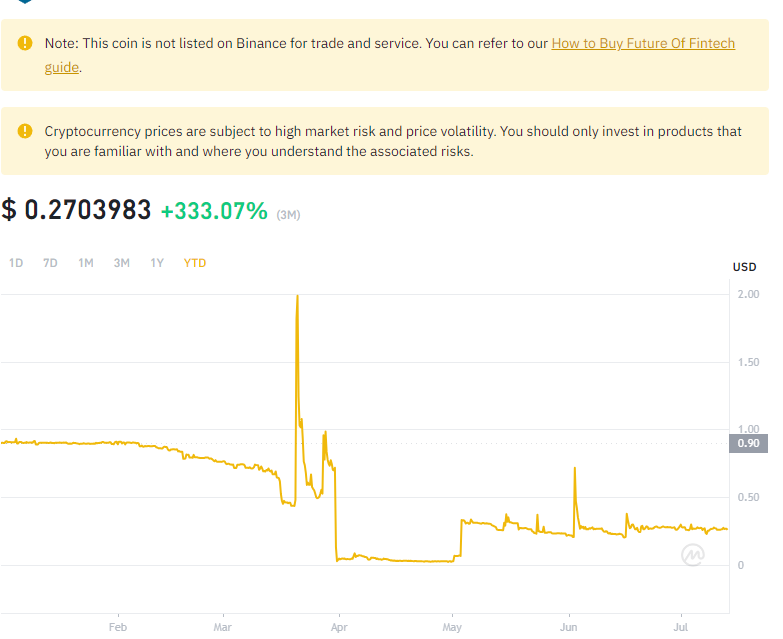 Note: This coin is not listed on Binance for trade and service. You can refer to our How to Buy Future Of Fintech
guide.
Cryptocurrency prices are subject to high market risk and price volatility. You should only invest in products that
you are familiar with and where you understand the associated risks.
$ 0.2703983 +333.07% (3M)
1D 7D 1M 3M 1Y YTD
USD
2.00
1.50
1.00
0.90
0.50
0
Feb Mar Apr May Jun Jul